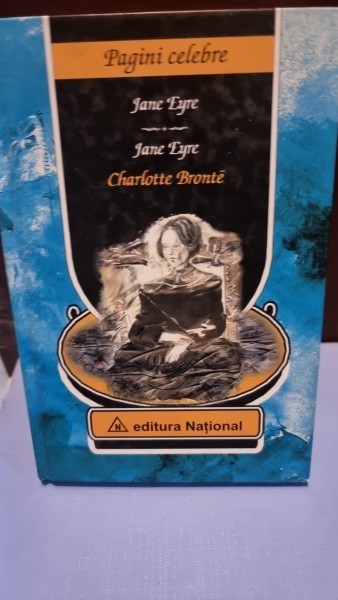 Pagini celebre
Jane Eyre
Jane Eyre
Charlotte Brontë
N editura Național